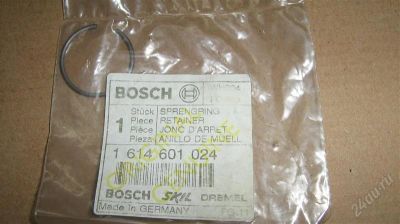 BOSCH
1
Stück SPRENGRING
Piece RETAINER
Pièce JONC D'ARRET
Pieza ANILLO DE MUELL
1 614 601 024
BOSCH SKIL DREMEL
Made in Germany
24au.ru